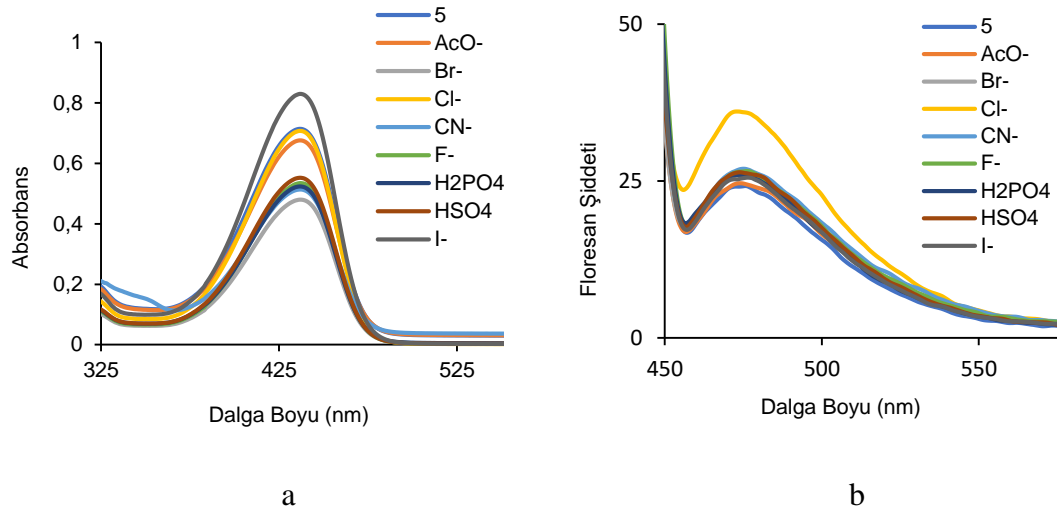 1
0,8
0,6
0,4
0,2
0
325
425
525
Absorbans
Dalga Boyu (nm)
5
AcO-
Br-
Cl-
CN-
F-
H2PO4
HSO4
I-
a
50
25
0
450
500
550
Floresan Şiddeti
Dalga Boyu (nm)
5
AcO-
Br-
Cl-
CN-
F-
H2PO4
HSO4
I-
b